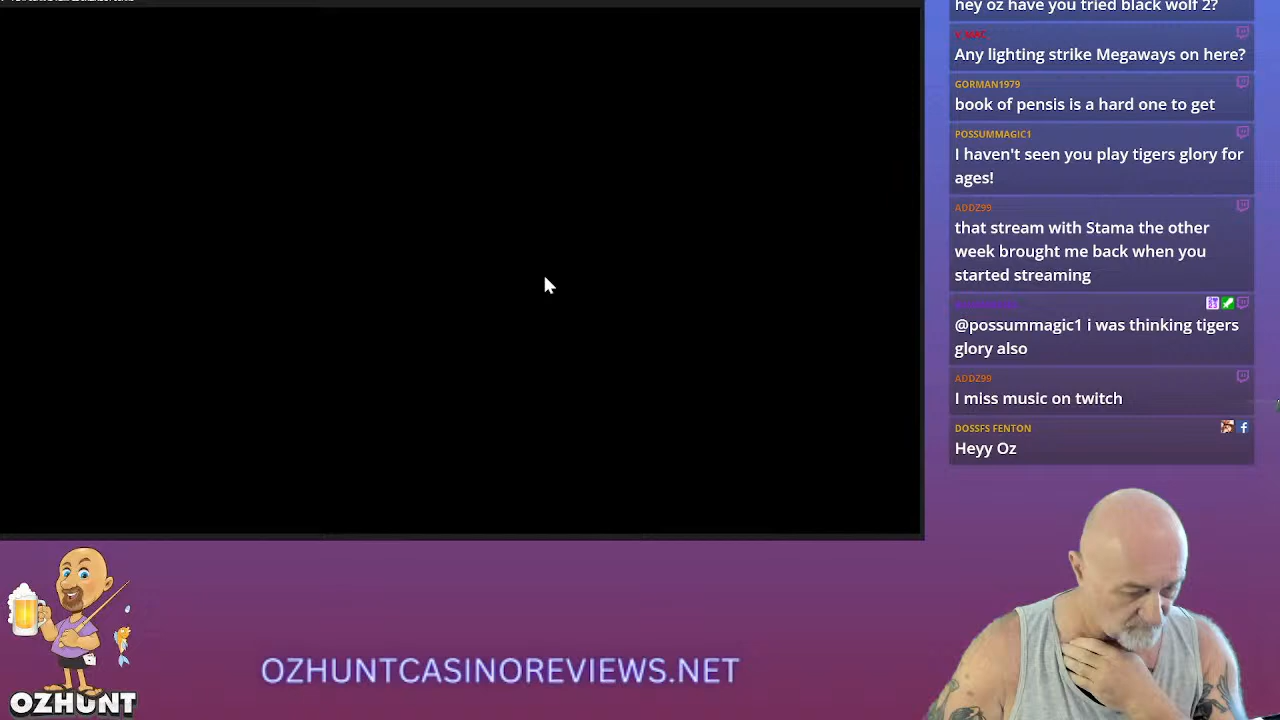 hey oz have you tried black wolf 2?
Any lighting strike Megaways on here?
GORMAN1979
book of pensis is a hard one to get
POSSUMMAGIC1
I haven't seen you play tigers glory for
ages!
ADDZ99
that stream with Stama the other
week brought me back when you
started streaming
@possummagic1 i was thinking tigers
glory also
ADDZ99
I miss music on twitch
DOSSFS FENTON
Heyy Oz
OZHUNTCASINOREVIEWS.NET
OZHUNT